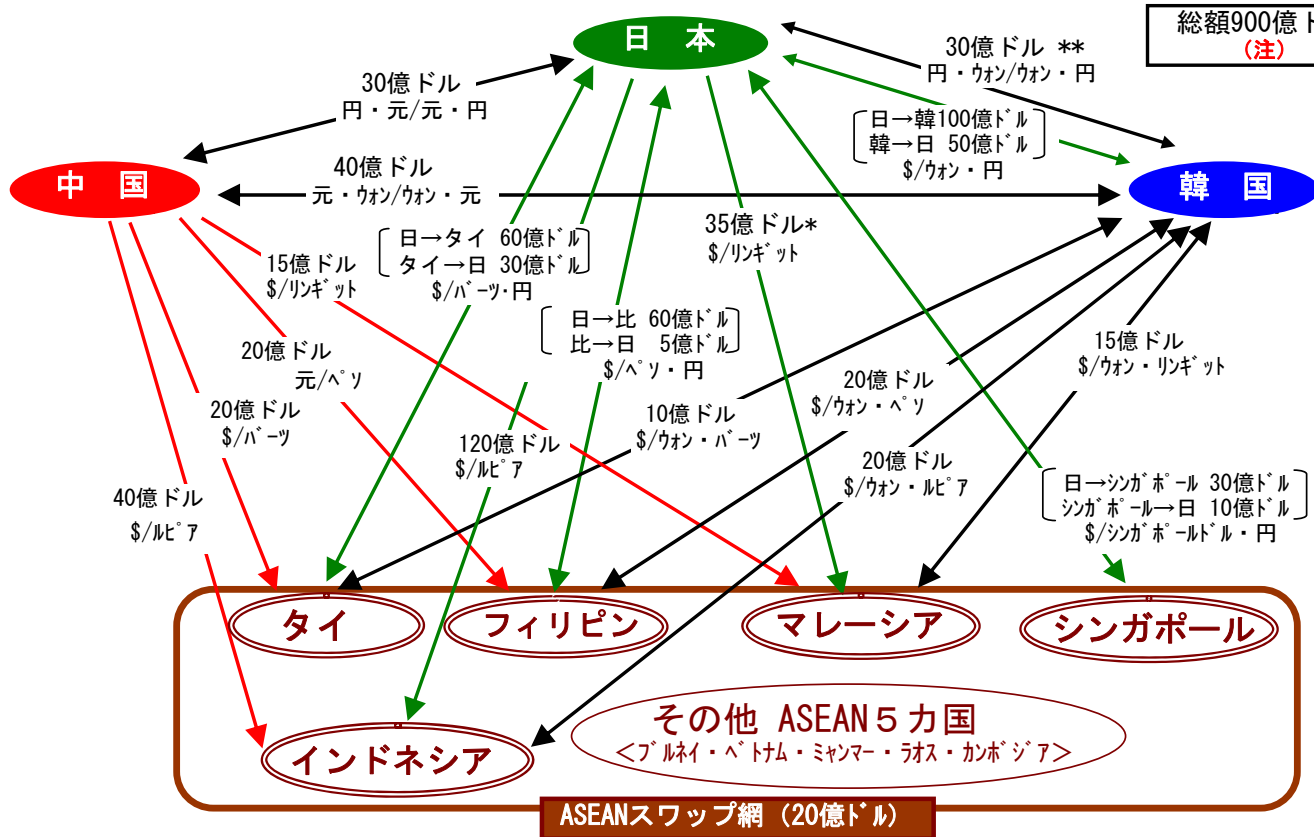 日 本
総額900億ド
(注)
30億ドル **
円・ウォン/ウォン・円
30億ドル
円・元/元・円
日→韓100億ドル
韓→日 50億ドル
$/ウォン・円
中 国
40億ドル
元・ウォン/ウォン・元
韓 国
日→タイ 60億ドル
タイ→日 30億ドル
$/バーツ・円
35億ドル*
$/リンギット
15億ドル
$/リンギット
日→比 60億ドル
比→日 5億ドル
$/ペソ・円
15億ドル
$/ウォン・リンギット
20億ドル
元/ペソ
20億ドル
$/ウォン・ペソ
20億ドル
$/バーツ
10億ドル
$/ウォン・バーツ
120億ドル
$/ルピア
20億ドル
$/ウォン・ルピア
40億ドル
$/ルピア
日→シンガポール 30億ドル
シンガポール→日 10億ドル
$/シンガポールドル・円
タイ
フィリピン
マレーシア
シンガポール
インドネシア
その他 ASEAN5カ国
<ブルネイ・ベトナム・ミャンマー・ラオス・カンボジア>
ASEANスワップ網 (20億ドル)